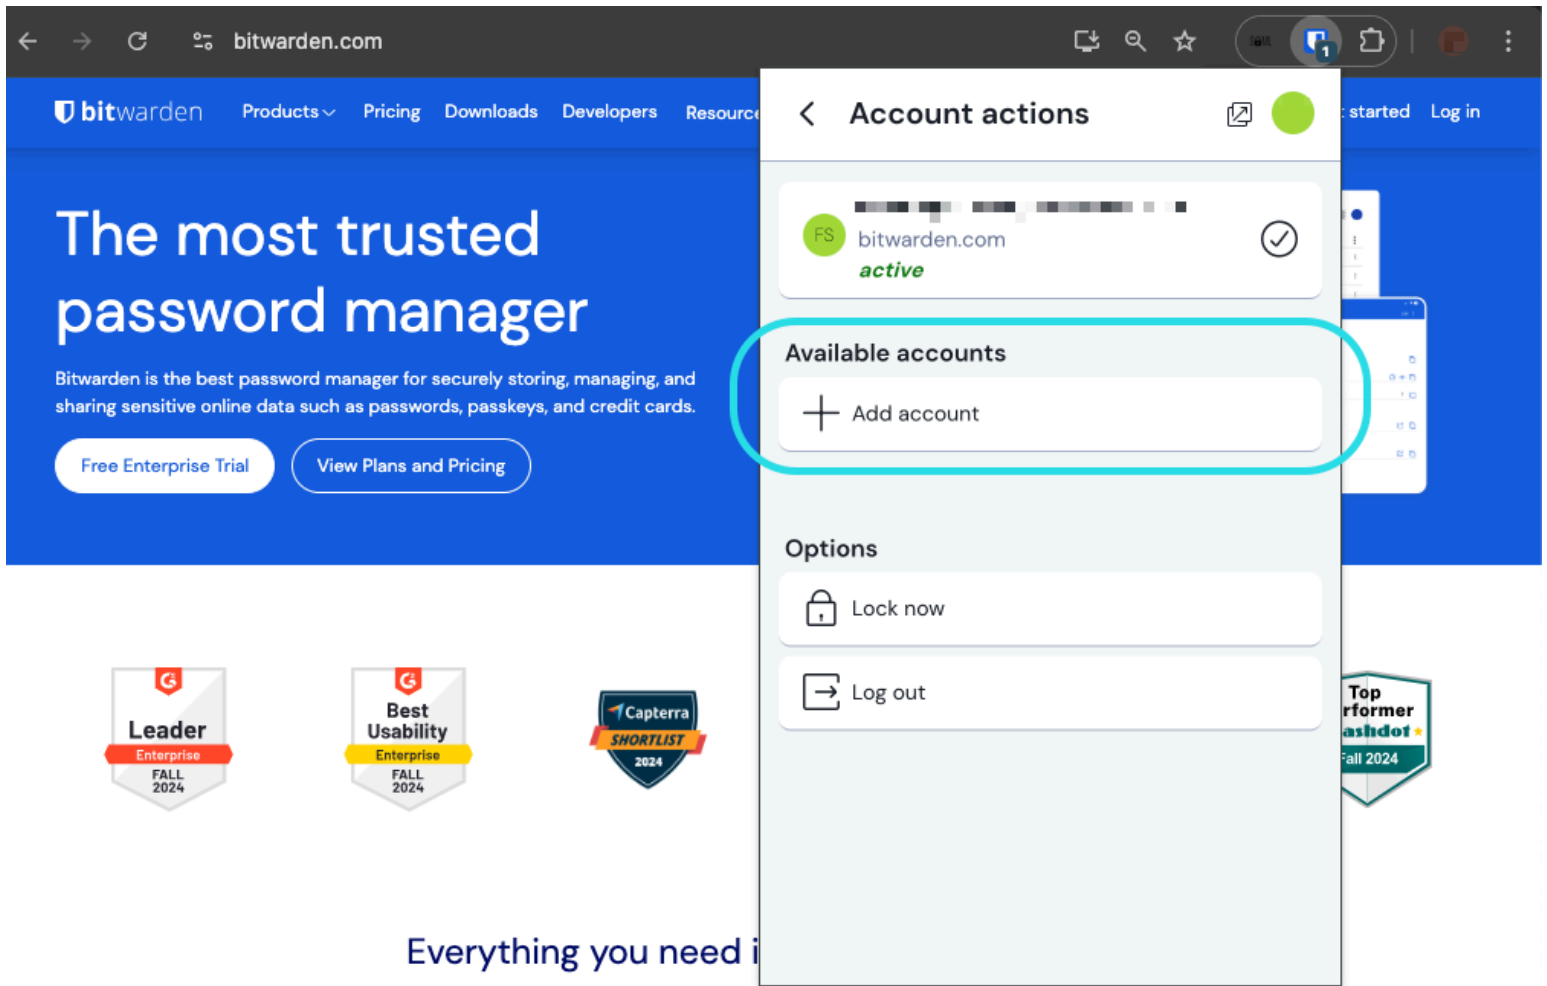 bitwarden.com
1
bitwarden
Products
Pricing
Downloads
Developers
started
Log in
The most trusted
password manager
Bitwarden is the best password manager for securely storing, managing, and
sharing sensitive online data such as passwords, passkeys, and credit cards.
Free Enterprise Trial
View Plans and Pricing
Account actions
FS
bitwarden.com
active
Available accounts
Add account
Options
Lock now
Log out
Leader
Enterprise
FALL
2024
Best
Usability
Enterprise
FALL
2024
Capterra
SHORTLIST
2024
Top
rformer
ashdot
Fall 2024
Everything you need i